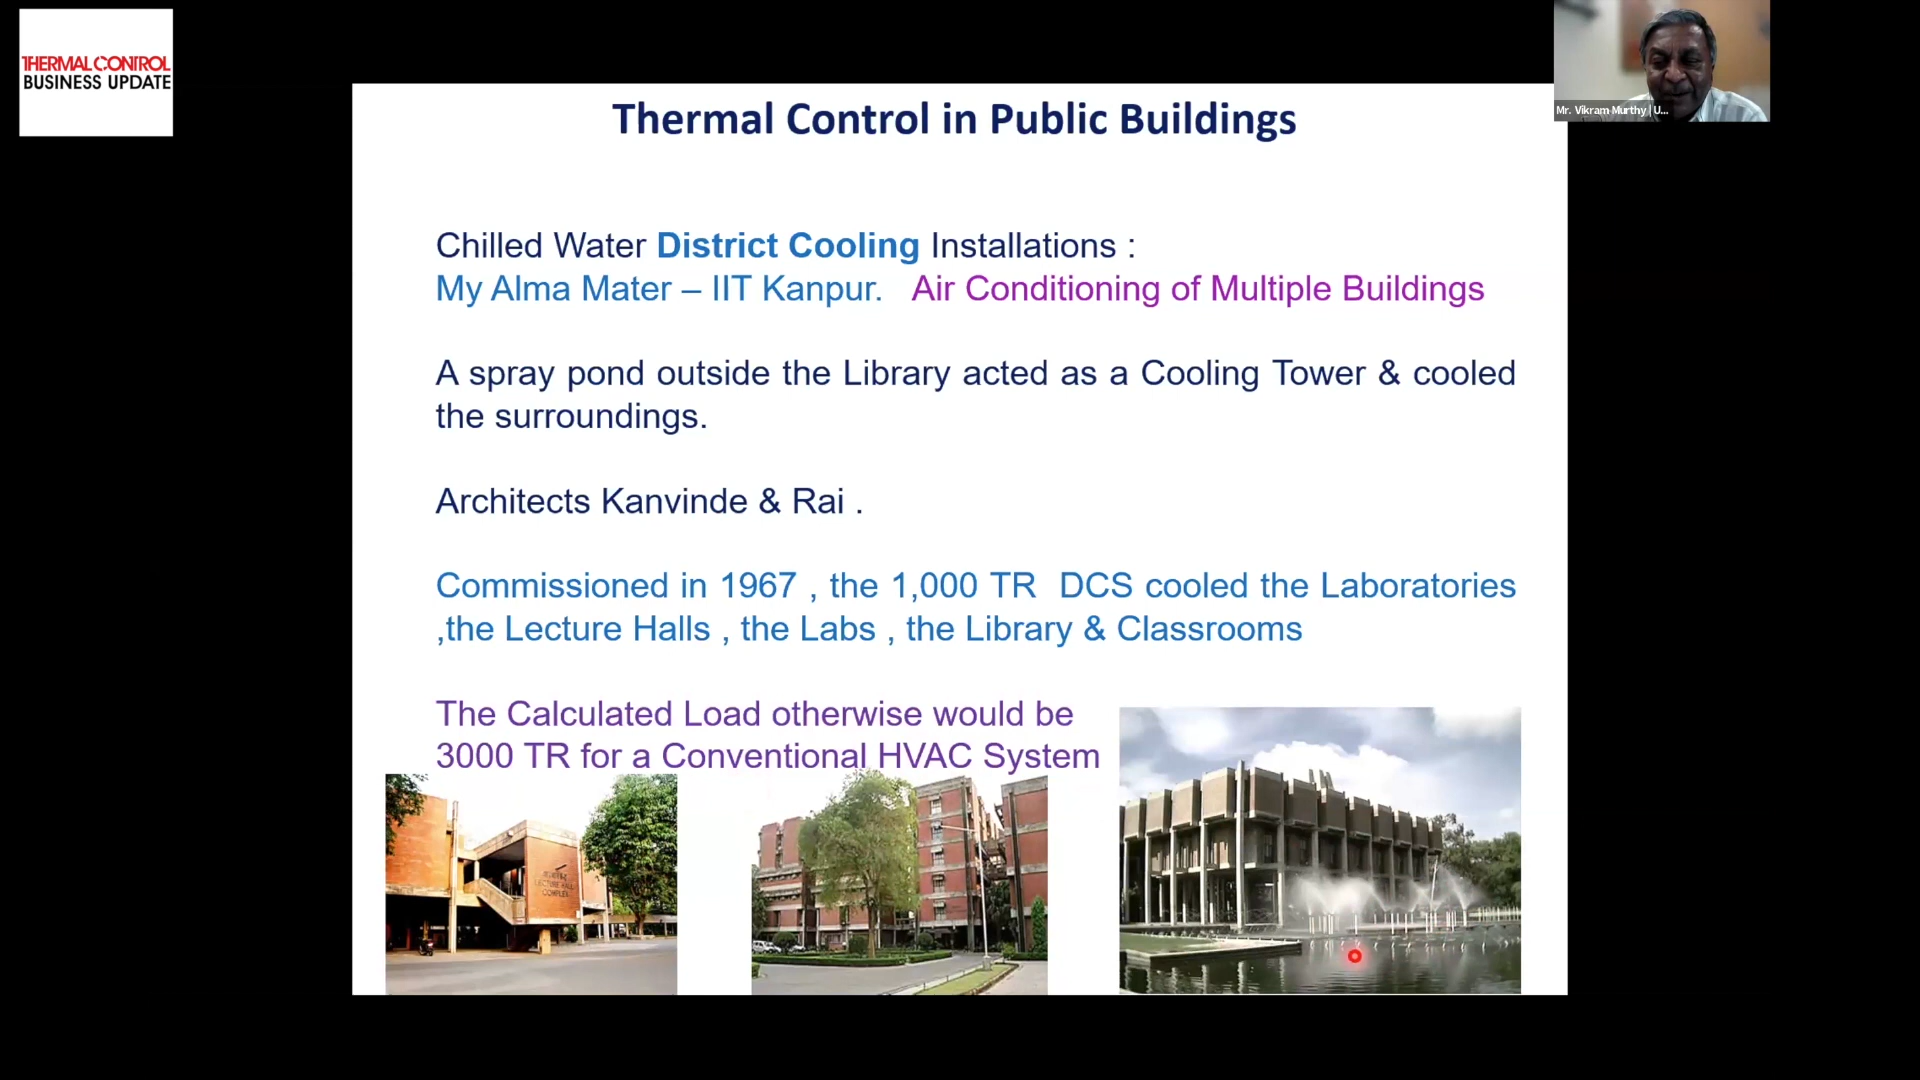 THERMAL CONTROL
BUSINESS UPDATE
Mr. Vikram Murthy | U...
Thermal Control in Public Buildings
Chilled Water District Cooling Installations :
My Alma Mater – IIT Kanpur. Air Conditioning of Multiple Buildings
A spray pond outside the Library acted as a Cooling Tower & cooled
the surroundings.
Architects Kanvinde & Rai .
Commissioned in 1967 , the 1,000 TR DCS cooled the Laboratories
,the Lecture Halls , the Labs , the Library & Classrooms
The Calculated Load otherwise would be
3000 TR for a Conventional HVAC System
LECTURE HALL
COMPLEX